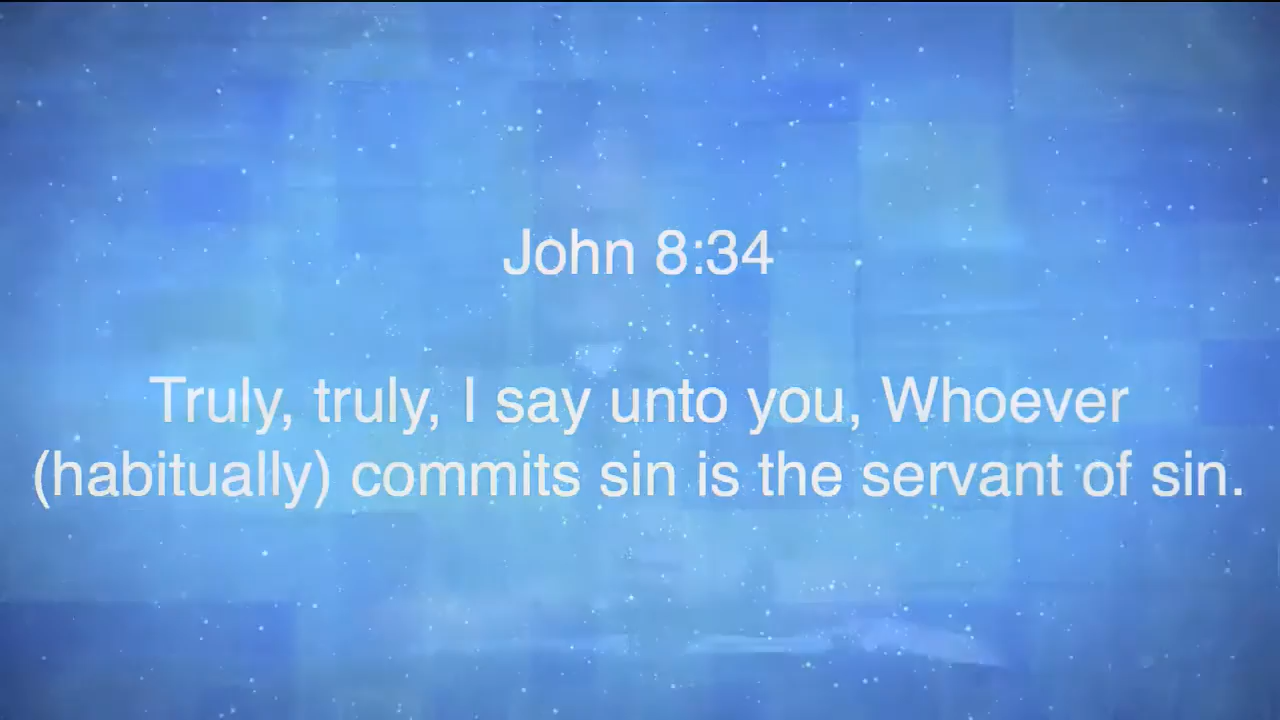 John 8:34
Truly, truly, I say unto you, Whoever
(habitually) commits sin is the servant of sin.